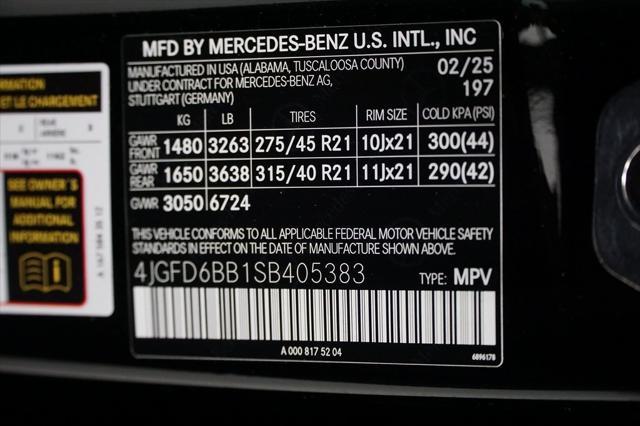 MFD BY MERCEDES-BENZ U.S. INTL., INC
MANUFACTURED IN USA (ALABAMA, TUSCALOOSA COUNTY) 02/25
UNDER CONTRACT FOR MERCEDES-BENZ AG, 197
STUTTGART (GERMANY)
KG LB TIRES RIM SIZE COLD KPA (PSI)
GAWR FRONT 1480 3263 275/45 R21 10Jx21 300(44)
GAWR REAR 1650 3638 315/40 R21 11Jx21 290(42)
GVWR 3050 6724
THIS VEHICLE CONFORMS TO ALL APPLICABLE FEDERAL MOTOR VEHICLE SAFETY
STANDARDS IN EFFECT ON THE DATE OF MANUFACTURE SHOWN ABOVE.
4JGFD6BB1SB405383 TYPE: MPV
A 000 817 52 04
6896178
ET LE CHARGEMENT
SEE OWNER'S
MANUAL FOR
ADDITIONAL
INFORMATION